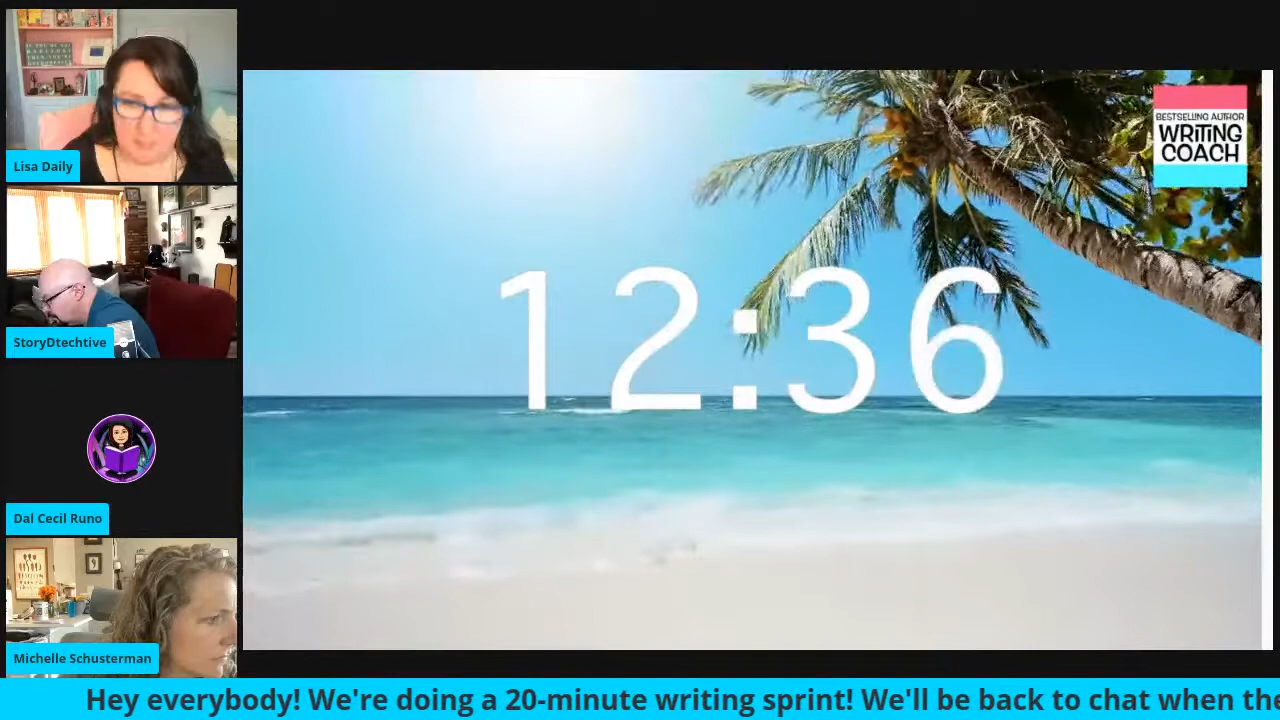 Lisa Daily
StoryDtechtive
Dal Cecil Runo
Michelle Schusterman
12:36
BESTSELLING AUTHOR
WRITING
COACH
Hey everybody! We're doing a 20-minute writing sprint! We'll be back to chat when the